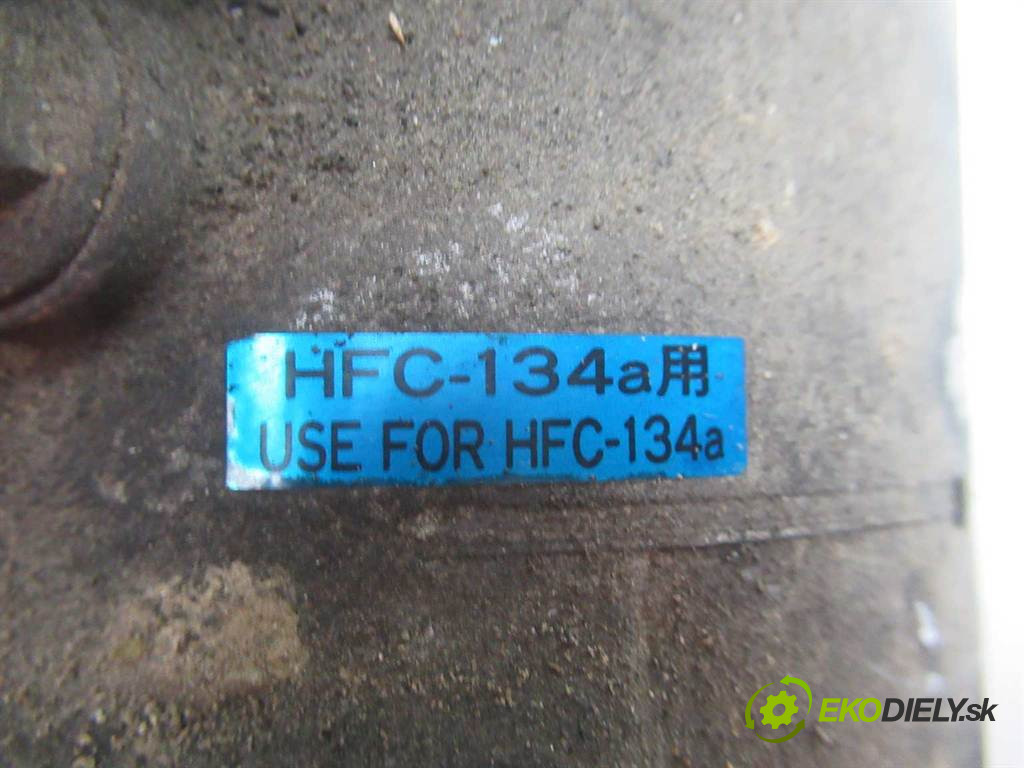 HFC-134a用
USE FOR HFC-134a
EKODIELY.sk